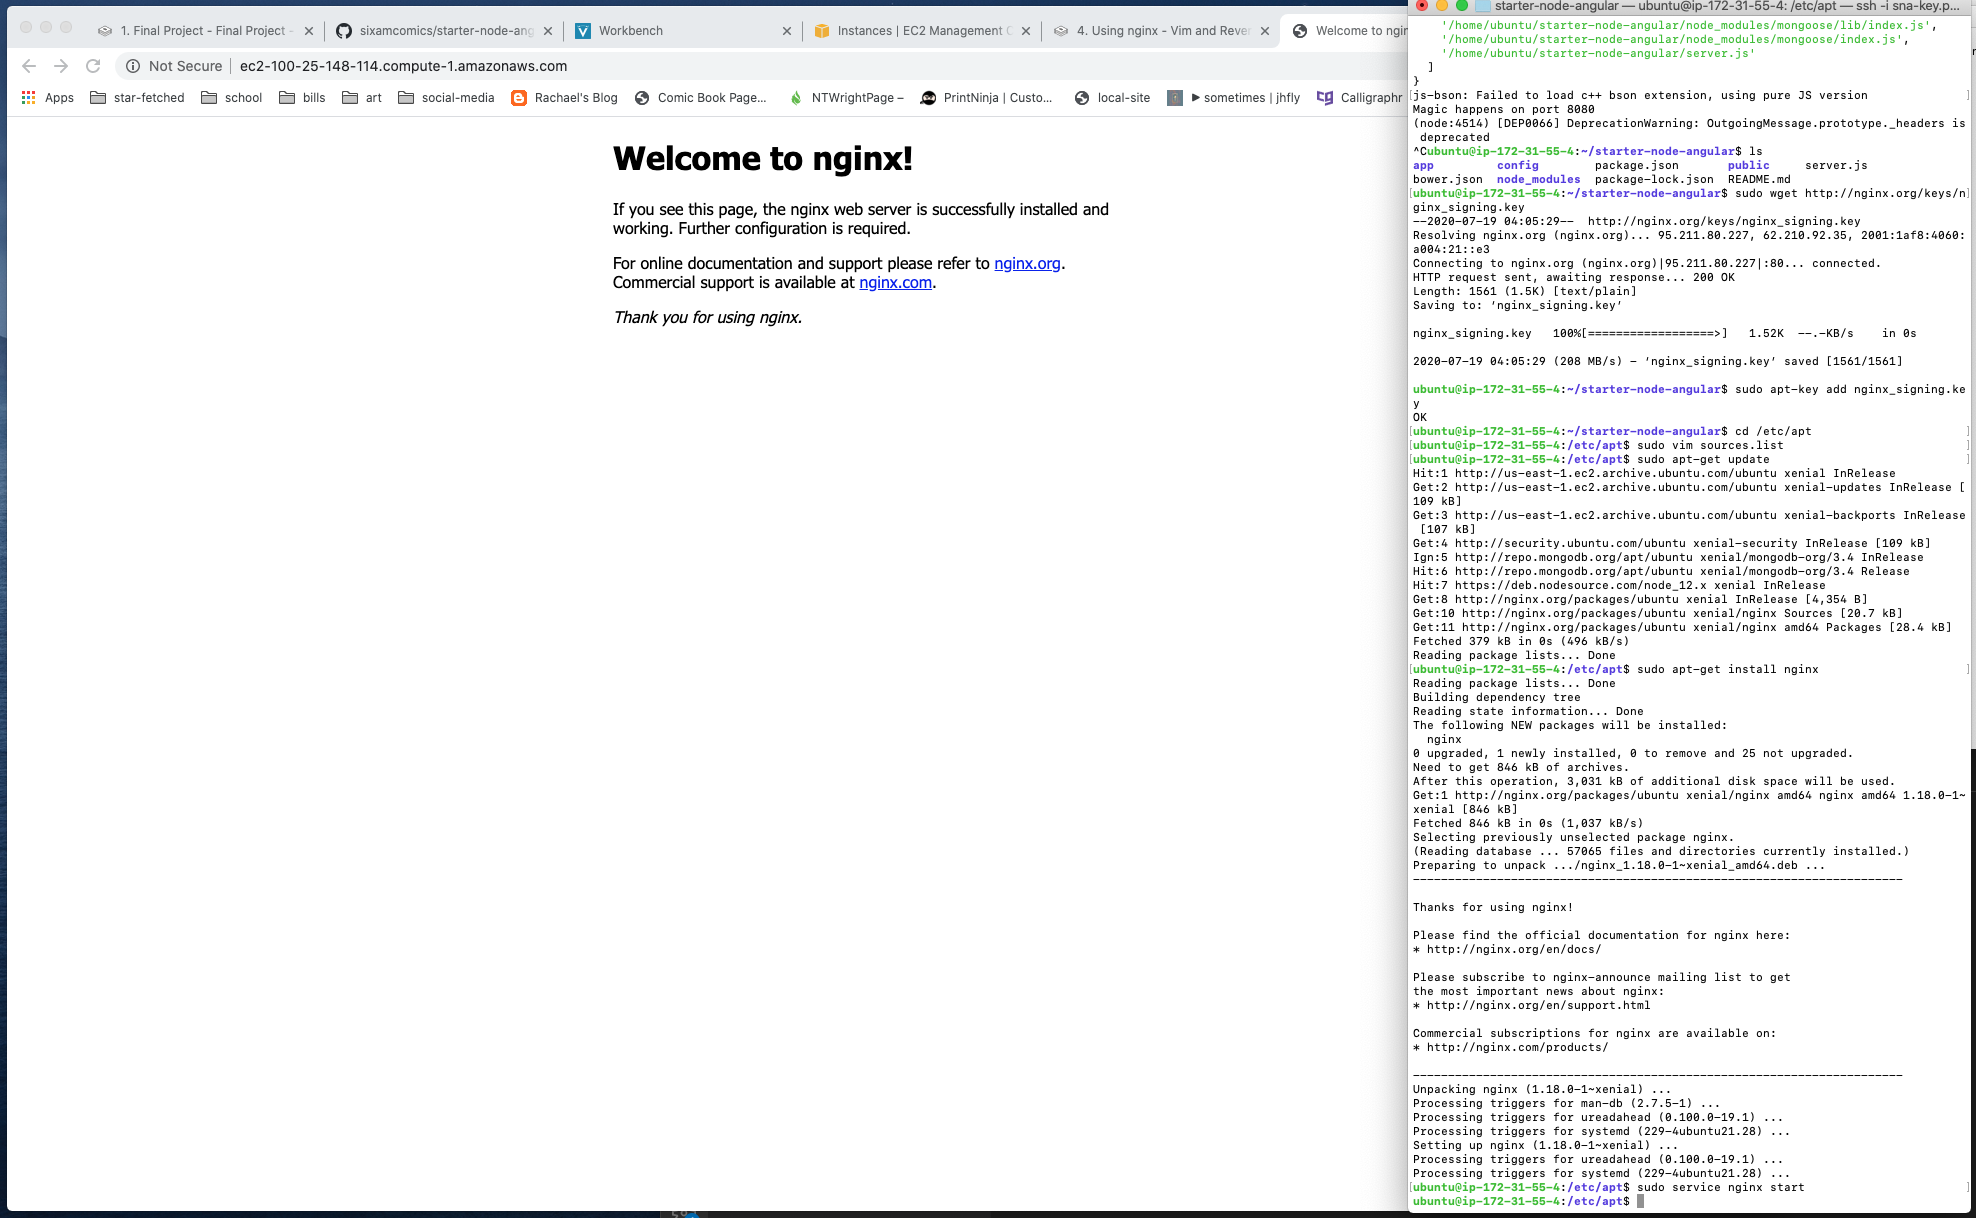 1. Final Project - Final Project -
sixamcomics/starter-node-ang
Workbench
Instances | EC2 Management C
4. Using nginx - Vim and Rever
Welcome to ngin
Not Secure
ec2-100-25-148-114.compute-1.amazonaws.com
Apps
star-fetched
school
bills
art
social-media
Rachael's Blog
Comic Book Page...
NTWrightPage –
PrintNinja | Custo...
local-site
► sometimes | jhfly
Calligraphr
Welcome to nginx!
If you see this page, the nginx web server is successfully installed and
working. Further configuration is required.
For online documentation and support please refer to nginx.org.
Commercial support is available at nginx.com.
Thank you for using nginx.
starter-node-angular — ubuntu@ip-172-31-55-4: /etc/apt — ssh -i sna-key.p...
'/home/ubuntu/starter-node-angular/node_modules/mongoose/lib/index.js',
'/home/ubuntu/starter-node-angular/node_modules/mongoose/index.js',
'/home/ubuntu/starter-node-angular/server.js'
]
}
js-bson: Failed to load c++ bson extension, using pure JS version
Magic happens on port 8080
(node:4514) [DEP0066] DeprecationWarning: OutgoingMessage.prototype._headers is
deprecated
^Cubuntu@ip-172-31-55-4:~/starter-node-angular$ ls
app config package.json public server.js
bower.json node_modules package-lock.json README.md
ubuntu@ip-172-31-55-4:~/starter-node-angular$ sudo wget http://nginx.org/keys/n
ginx_signing.key
--2020-07-19 04:05:29-- http://nginx.org/keys/nginx_signing.key
Resolving nginx.org (nginx.org)... 95.211.80.227, 62.210.92.35, 2001:1af8:4060:
a004:21::e3
Connecting to nginx.org (nginx.org)|95.211.80.227|:80... connected.
HTTP request sent, awaiting response... 200 OK
Length: 1561 (1.5K) [text/plain]
Saving to: ‘nginx_signing.key’
nginx_signing.key 100%[==================>] 1.52K --.-KB/s in 0s
2020-07-19 04:05:29 (208 MB/s) - ‘nginx_signing.key’ saved [1561/1561]
ubuntu@ip-172-31-55-4:~/starter-node-angular$ sudo apt-key add nginx_signing.ke
y
OK
ubuntu@ip-172-31-55-4:~/starter-node-angular$ cd /etc/apt
ubuntu@ip-172-31-55-4:/etc/apt$ sudo vim sources.list
ubuntu@ip-172-31-55-4:/etc/apt$ sudo apt-get update
Hit:1 http://us-east-1.ec2.archive.ubuntu.com/ubuntu xenial InRelease
Get:2 http://us-east-1.ec2.archive.ubuntu.com/ubuntu xenial-updates InRelease [
109 kB]
Get:3 http://us-east-1.ec2.archive.ubuntu.com/ubuntu xenial-backports InRelease
[107 kB]
Get:4 http://security.ubuntu.com/ubuntu xenial-security InRelease [109 kB]
Ign:5 http://repo.mongodb.org/apt/ubuntu xenial/mongodb-org/3.4 InRelease
Hit:6 http://repo.mongodb.org/apt/ubuntu xenial/mongodb-org/3.4 Release
Hit:7 https://deb.nodesource.com/node_12.x xenial InRelease
Get:8 http://nginx.org/packages/ubuntu xenial InRelease [4,354 B]
Get:10 http://nginx.org/packages/ubuntu xenial/nginx Sources [20.7 kB]
Get:11 http://nginx.org/packages/ubuntu xenial/nginx amd64 Packages [28.4 kB]
Fetched 379 kB in 0s (496 kB/s)
Reading package lists... Done
ubuntu@ip-172-31-55-4:/etc/apt$ sudo apt-get install nginx
Reading package lists... Done
Building dependency tree
Reading state information... Done
The following NEW packages will be installed:
nginx
0 upgraded, 1 newly installed, 0 to remove and 25 not upgraded.
Need to get 846 kB of archives.
After this operation, 3,031 kB of additional disk space will be used.
Get:1 http://nginx.org/packages/ubuntu xenial/nginx amd64 nginx amd64 1.18.0-1~
xenial [846 kB]
Fetched 846 kB in 0s (1,037 kB/s)
Selecting previously unselected package nginx.
(Reading database ... 57065 files and directories currently installed.)
Preparing to unpack .../nginx_1.18.0-1~xenial_amd64.deb ...
----------------------------------------------------------------------
Thanks for using nginx!
Please find the official documentation for nginx here:
* http://nginx.org/en/docs/
Please subscribe to nginx-announce mailing list to get
the most important news about nginx:
* http://nginx.org/en/support.html
Commercial subscriptions for nginx are available on:
* http://nginx.com/products/
----------------------------------------------------------------------
Unpacking nginx (1.18.0-1~xenial) ...
Processing triggers for man-db (2.7.5-1) ...
Processing triggers for ureadahead (0.100.0-19.1) ...
Processing triggers for systemd (229-4ubuntu21.28) ...
Setting up nginx (1.18.0-1~xenial) ...
Processing triggers for ureadahead (0.100.0-19.1) ...
Processing triggers for systemd (229-4ubuntu21.28) ...
ubuntu@ip-172-31-55-4:/etc/apt$ sudo service nginx start
ubuntu@ip-172-31-55-4:/etc/apt$